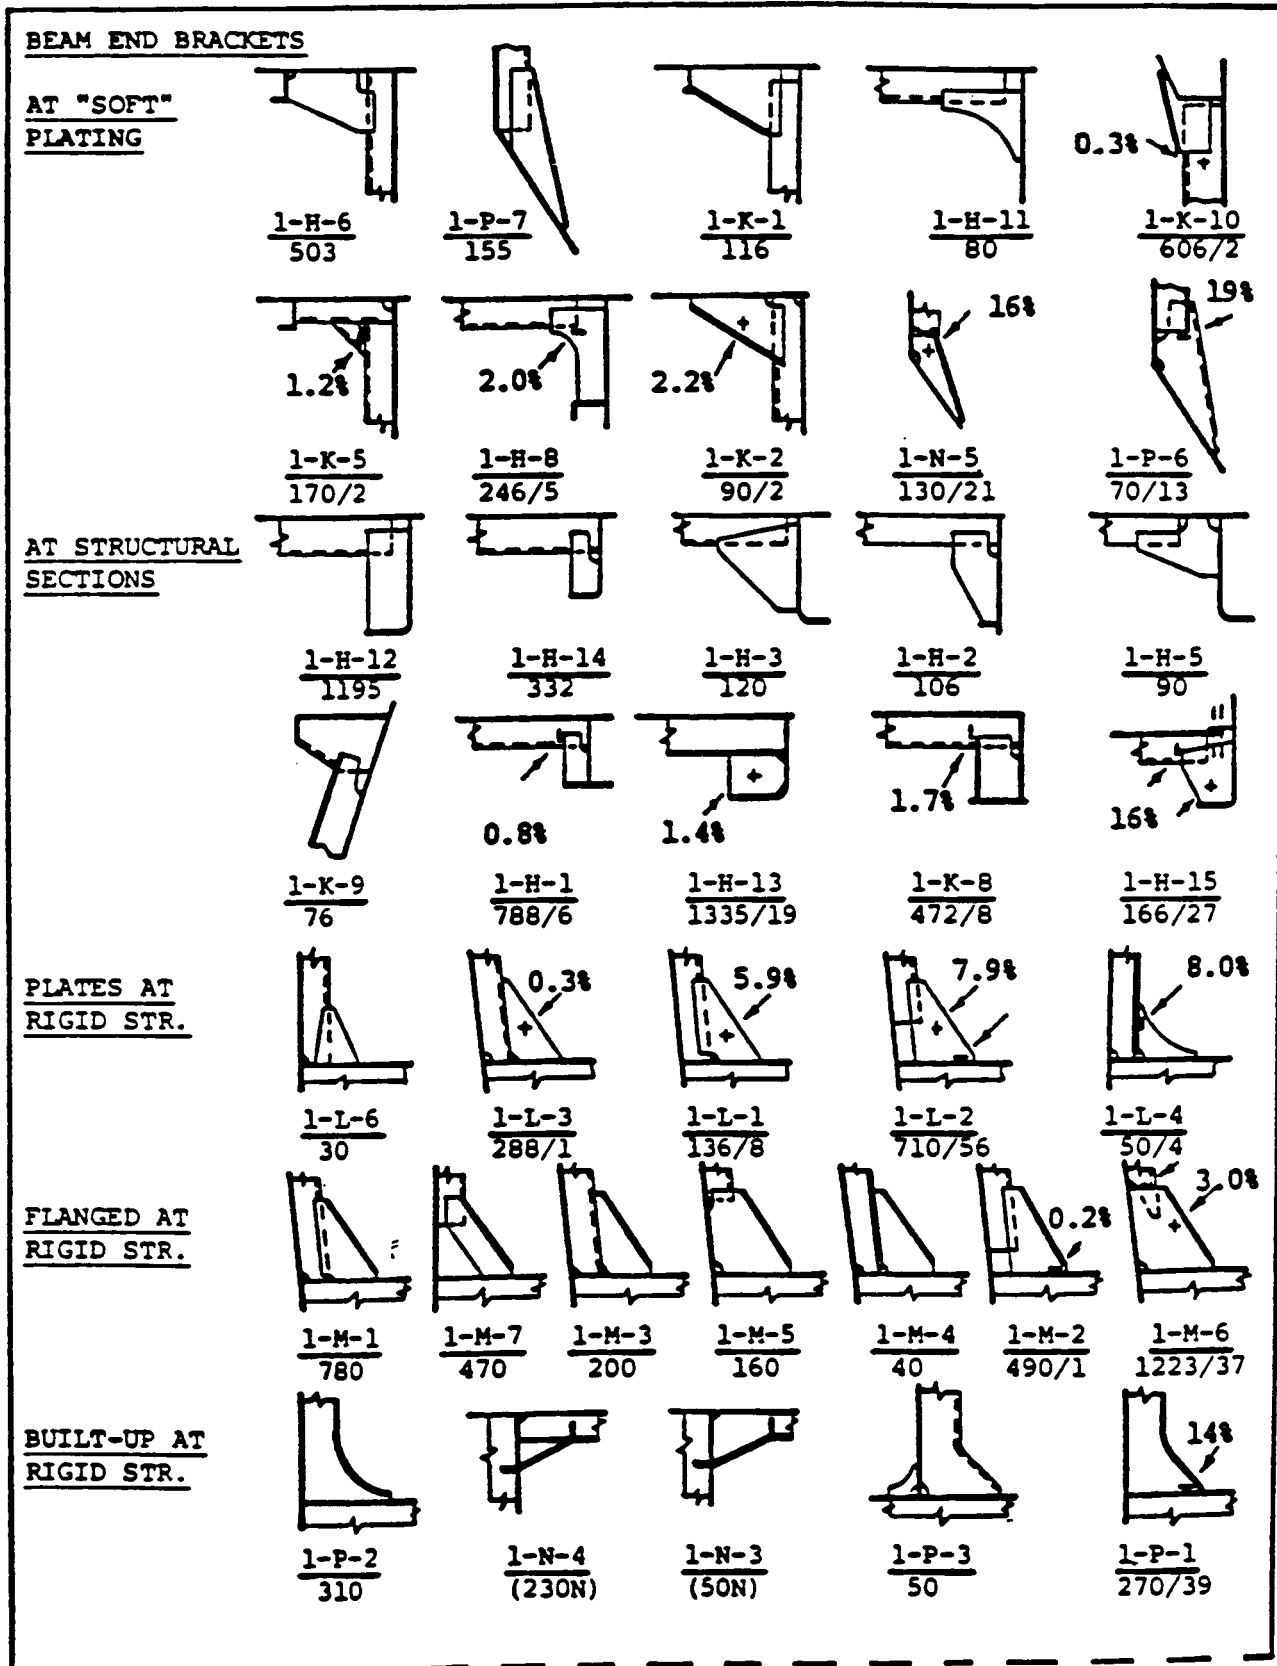 BEAM END BRACKETS
AT "SOFT"
PLATING
0.3%
1-H-6
503
1-P-7
155
1-K-1
116
1-H-11
80
1-K-10
606/2
1.2%
2.0%
2.2%
16%
19%
1-K-5
170/2
1-H-8
246/5
1-K-2
90/2
1-N-5
130/21
1-P-6
70/13
AT STRUCTURAL
SECTIONS
1-H-12
1195
1-H-14
332
1-H-3
120
1-H-2
106
1-H-5
90
0.8%
1.4%
1.7%
16%
1-K-9
76
1-H-1
788/6
1-H-13
1335/19
1-K-8
472/8
1-H-15
166/27
PLATES AT
RIGID STR.
0.3%
5.9%
7.9%
8.0%
1-L-6
30
1-L-3
288/1
1-L-1
136/8
1-L-2
710/56
1-L-4
50/4
FLANGED AT
RIGID STR.
0.2%
3.0%
1-M-1
780
1-M-7
470
1-M-3
200
1-M-5
160
1-M-4
40
1-M-2
490/1
1-M-6
1223/37
BUILT-UP AT
RIGID STR.
14%
1-P-2
310
1-N-4
(230N)
1-N-3
(50N)
1-P-3
50
1-P-1
270/39